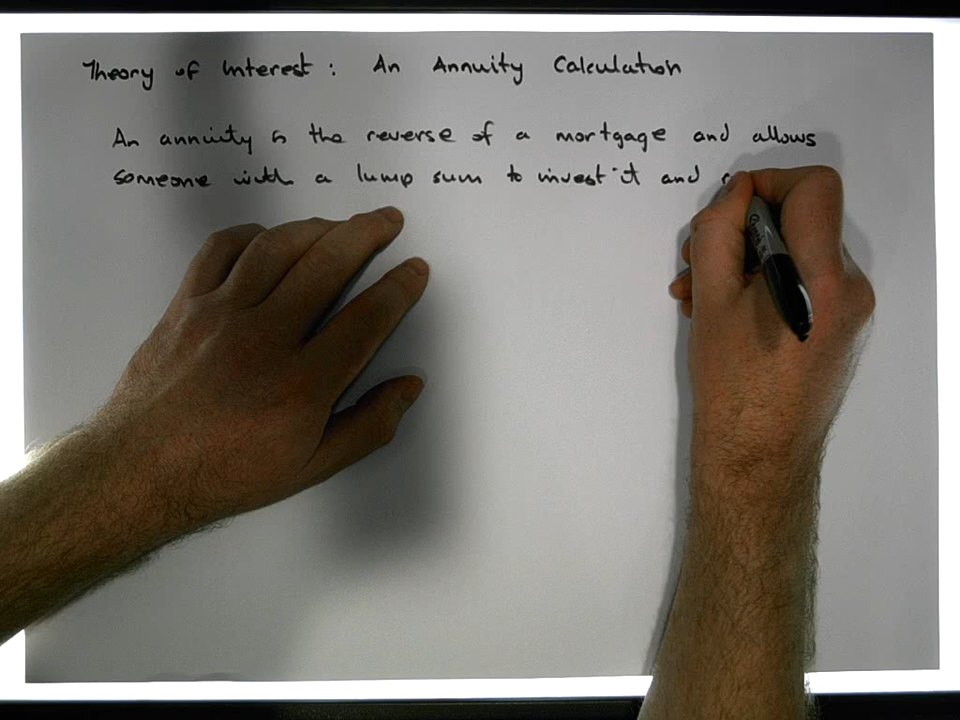 Theory of Interest: An Annuity Calculation
An annuity is the reverse of a mortgage and allows
someone with a lump sum to invest it and